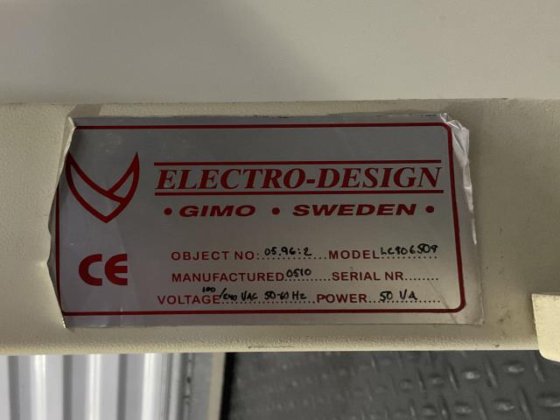 ELECTRO-DESIGN
• GIMO • SWEDEN •
OBJECT NO: 05.96:2 MODEL
CE MANUFACTURED 0510 SERIAL NR
VOLTAGE 100/240 VAC 50-60 Hz POWER 50 VA